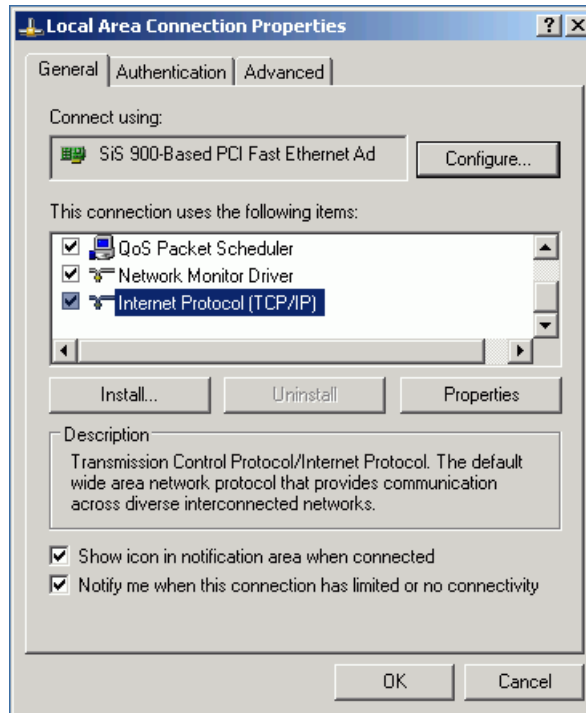 Local Area Connection Properties
General
Authentication
Advanced
Connect using:
SiS 900-Based PCI Fast Ethernet Ad
Configure...
This connection uses the following items:
QoS Packet Scheduler
Network Monitor Driver
Internet Protocol (TCP/IP)
Install...
Uninstall
Properties
Description
Transmission Control Protocol/Internet Protocol. The default
wide area network protocol that provides communication
across diverse interconnected networks.
Show icon in notification area when connected
Notify me when this connection has limited or no connectivity
OK
Cancel